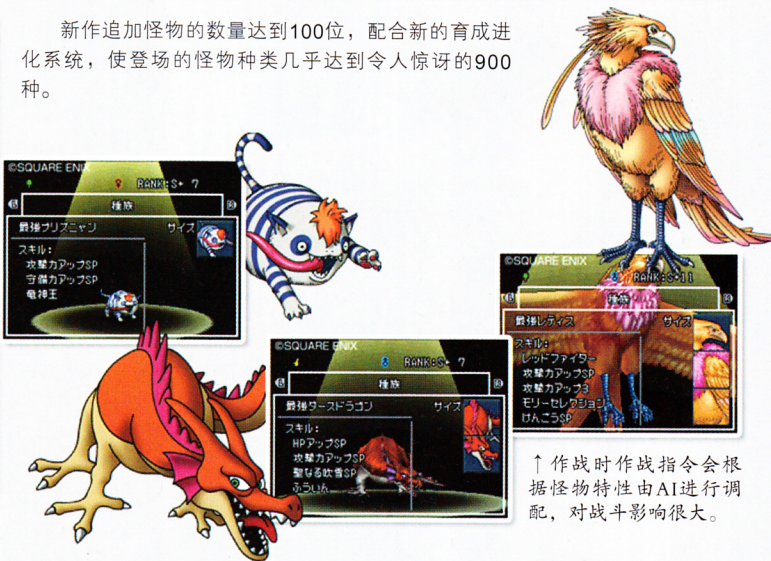 新作追加怪物的数量达到100位，配合新的育成进
化系统，使登场的怪物种类几乎达到令人惊讶的900
种。
©SQUARE ENIX
RANK:S+ 7
種族
最強プリズニャン サイズ
スキル：
攻撃力アップSP
守備力アップSP
竜神王
©SQUARE ENIX
RANK:S+ 7
種族
最強ダースドラゴン サイズ
スキル：
HPアップSP
攻撃力アップSP
聖なる吹雪SP
ふういん
©SQUARE ENIX
RANK:S+11
種族
最強レティス サイズ
スキル：
レッドファイター
攻撃力アップSP
攻撃力アップ3
モリーセレクション
けんこうSP
↑作战时作战指令会根
据怪物特性由AI进行调
配，对战斗影响很大。